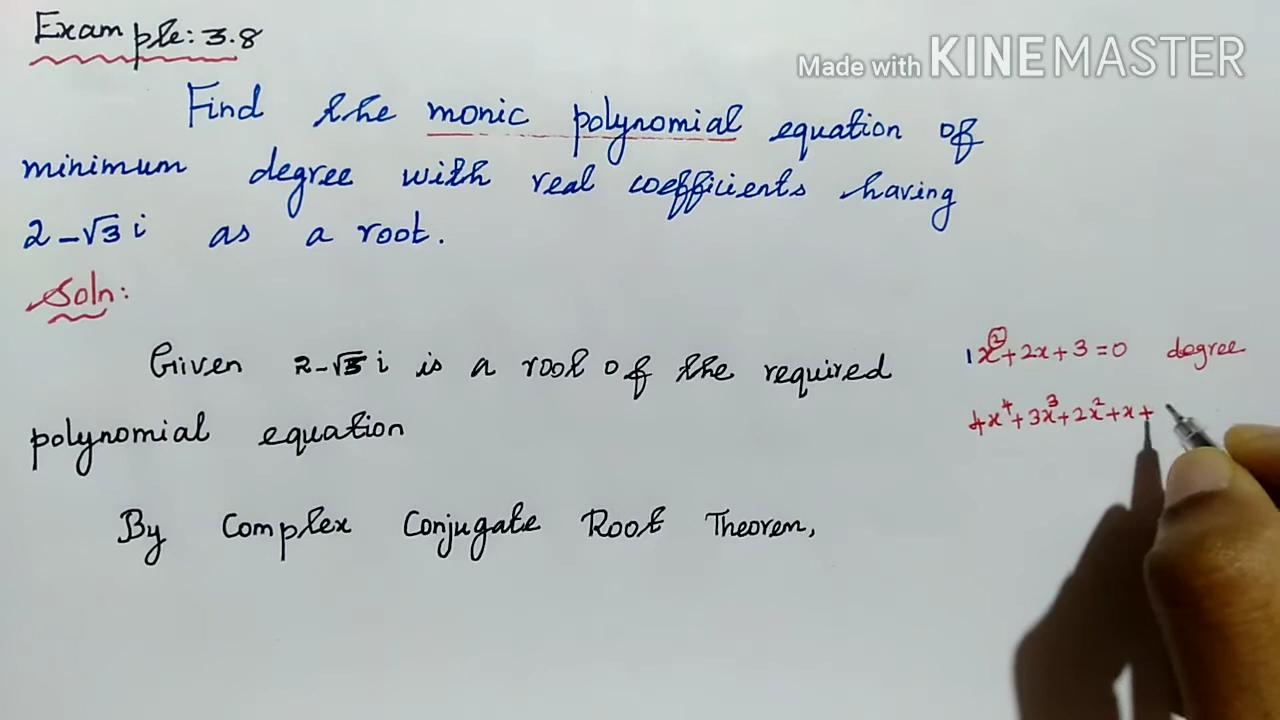 Example: 3.8
Made with KINEMASTER
Find the monic polynomial equation of
minimum degree with real coefficients having
2-√3 i as a root.
Soln:
Given 2-√3 i is a root of the required
polynomial equation
1x²+2x+3=0 degree
4x⁴+3x³+2x²+x+
By Complex Conjugate Root Theorem,